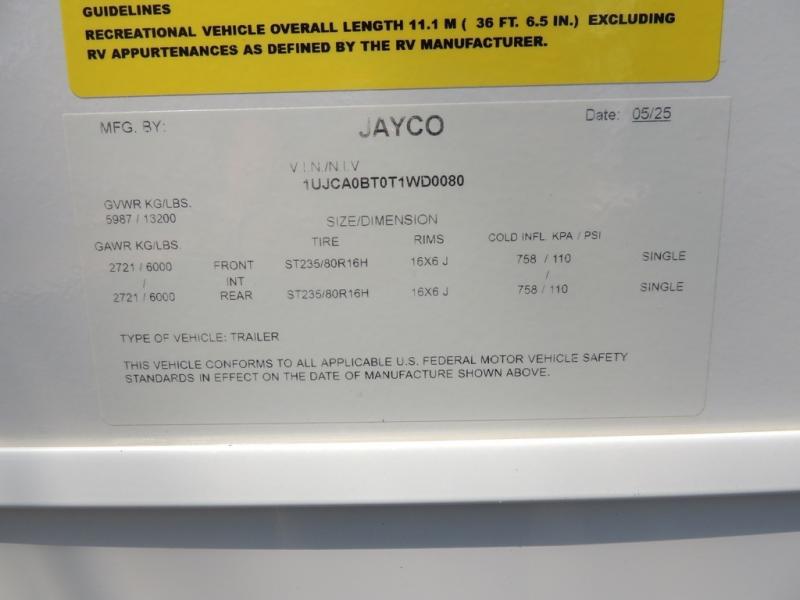 GUIDELINES
RECREATIONAL VEHICLE OVERALL LENGTH 11.1 M ( 36 FT. 6.5 IN.) EXCLUDING
RV APPURTENANCES AS DEFINED BY THE RV MANUFACTURER.
MFG. BY: JAYCO Date: 05/25
V.I.N./N.I.V
1UJCA0BT0T1WD0080
GVWR KG/LBS.
5987 / 13200
SIZE/DIMENSION
GAWR KG/LBS. TIRE RIMS COLD INFL. KPA / PSI
2721 / 6000 FRONT ST235/80R16H 16X6 J 758 / 110 SINGLE
/ INT /
2721 / 6000 REAR ST235/80R16H 16X6 J 758 / 110 SINGLE
TYPE OF VEHICLE: TRAILER
THIS VEHICLE CONFORMS TO ALL APPLICABLE U.S. FEDERAL MOTOR VEHICLE SAFETY
STANDARDS IN EFFECT ON THE DATE OF MANUFACTURE SHOWN ABOVE.